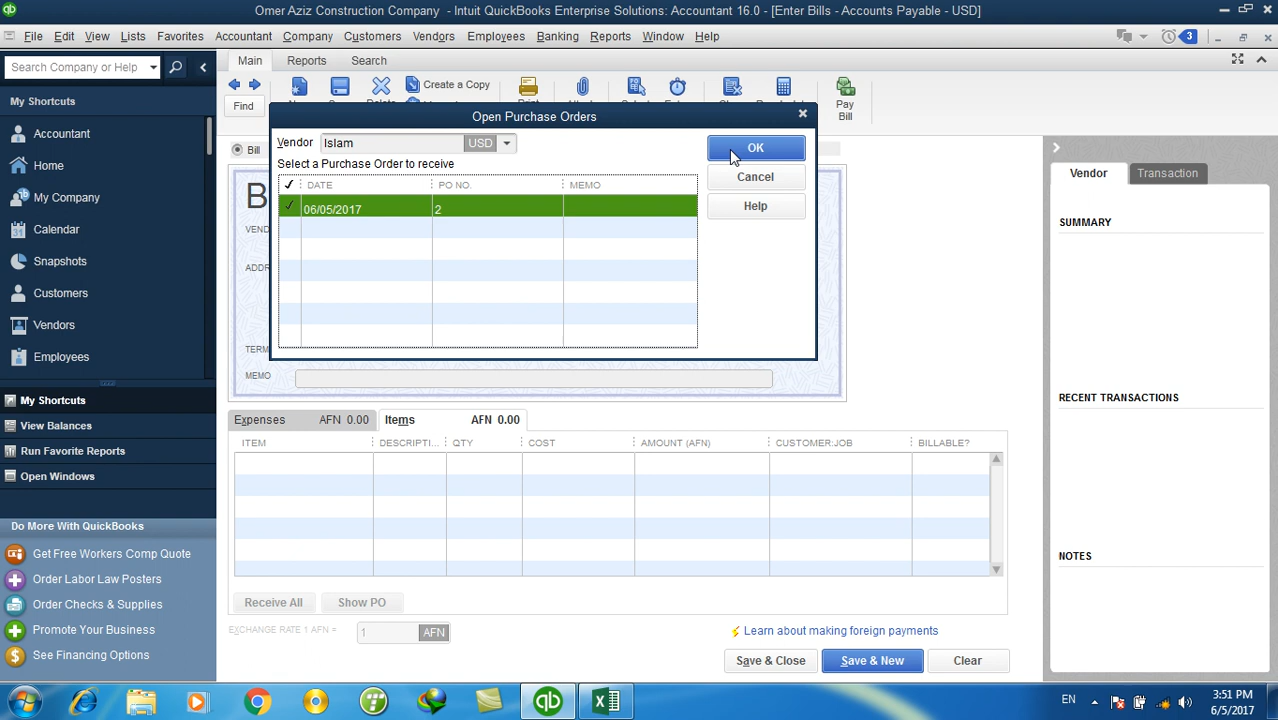 Omer Aziz Construction Company - Intuit QuickBooks Enterprise Solutions: Accountant 16.0 - [Enter Bills - Accounts Payable - USD]
File Edit View Lists Favorites Accountant Company Customers Vendors Employees Banking Reports Window Help
3
Search Company or Help
Main Reports Search
My Shortcuts
Create a Copy
Find
Pay
Bill
Open Purchase Orders
Accountant
Home
My Company
Calendar
Snapshots
Customers
Vendors
Employees
Bill
Vendor Islam USD
Select a Purchase Order to receive
DATE PO NO. MEMO
06/05/2017 2
OK
Cancel
Help
B
VEND
ADDR
TERM
MEMO
Vendor Transaction
SUMMARY
RECENT TRANSACTIONS
NOTES
My Shortcuts
View Balances
Run Favorite Reports
Open Windows
Do More With QuickBooks
Get Free Workers Comp Quote
Order Labor Law Posters
Order Checks & Supplies
Promote Your Business
See Financing Options
Expenses AFN 0.00 Items AFN 0.00
ITEM DESCRIPTI... QTY COST AMOUNT (AFN) CUSTOMER:JOB BILLABLE?
Receive All Show PO
EXCHANGE RATE 1 AFN = 1 AFN
Learn about making foreign payments
Save & Close Save & New Clear
EN
3:51 PM
6/5/2017